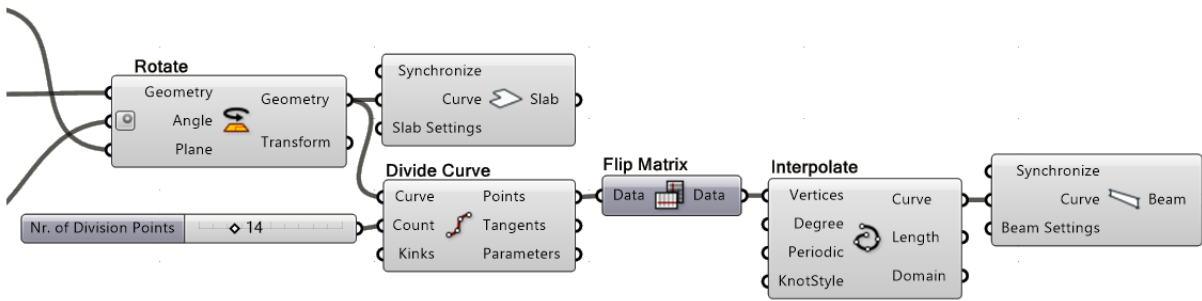 Rotate
Geometry
Angle
Plane
Geometry
Transform
Synchronize
Curve
Slab Settings
Slab
Divide Curve
Curve
Count
Kinks
Points
Tangents
Parameters
Nr. of Division Points
14
Flip Matrix
Data
Data
Interpolate
Vertices
Degree
Periodic
KnotStyle
Curve
Length
Domain
Synchronize
Curve
Beam Settings
Beam